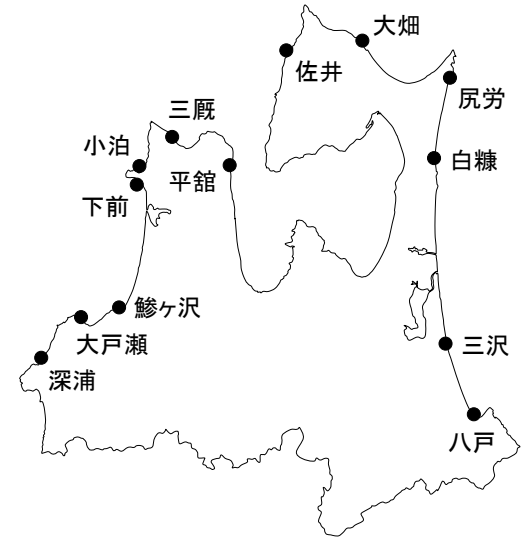 大畑
佐井
尻労
三厩
小泊
平舘
白糠
下前
鰺ヶ沢
大戸瀬
三沢
深浦
八戸